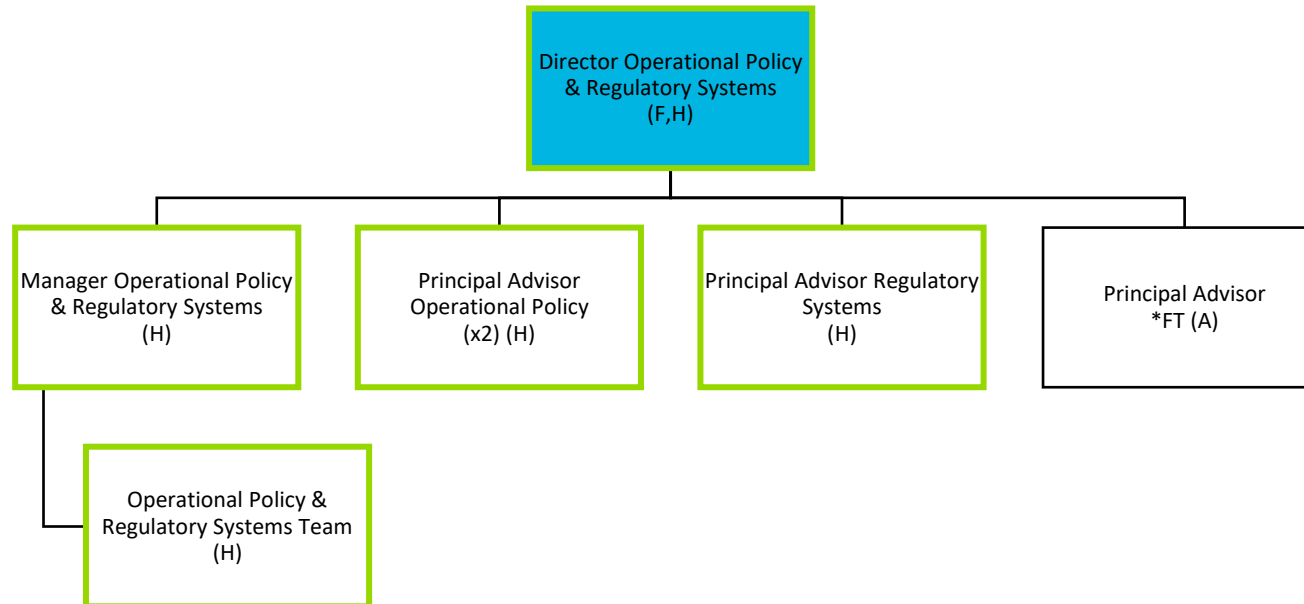 Director Operational Policy
& Regulatory Systems
(F,H)
Manager Operational Policy
& Regulatory Systems
(H)
Principal Advisor
Operational Policy
(x2) (H)
Principal Advisor Regulatory
Systems
(H)
Principal Advisor
*FT (A)
Operational Policy &
Regulatory Systems Team
(H)